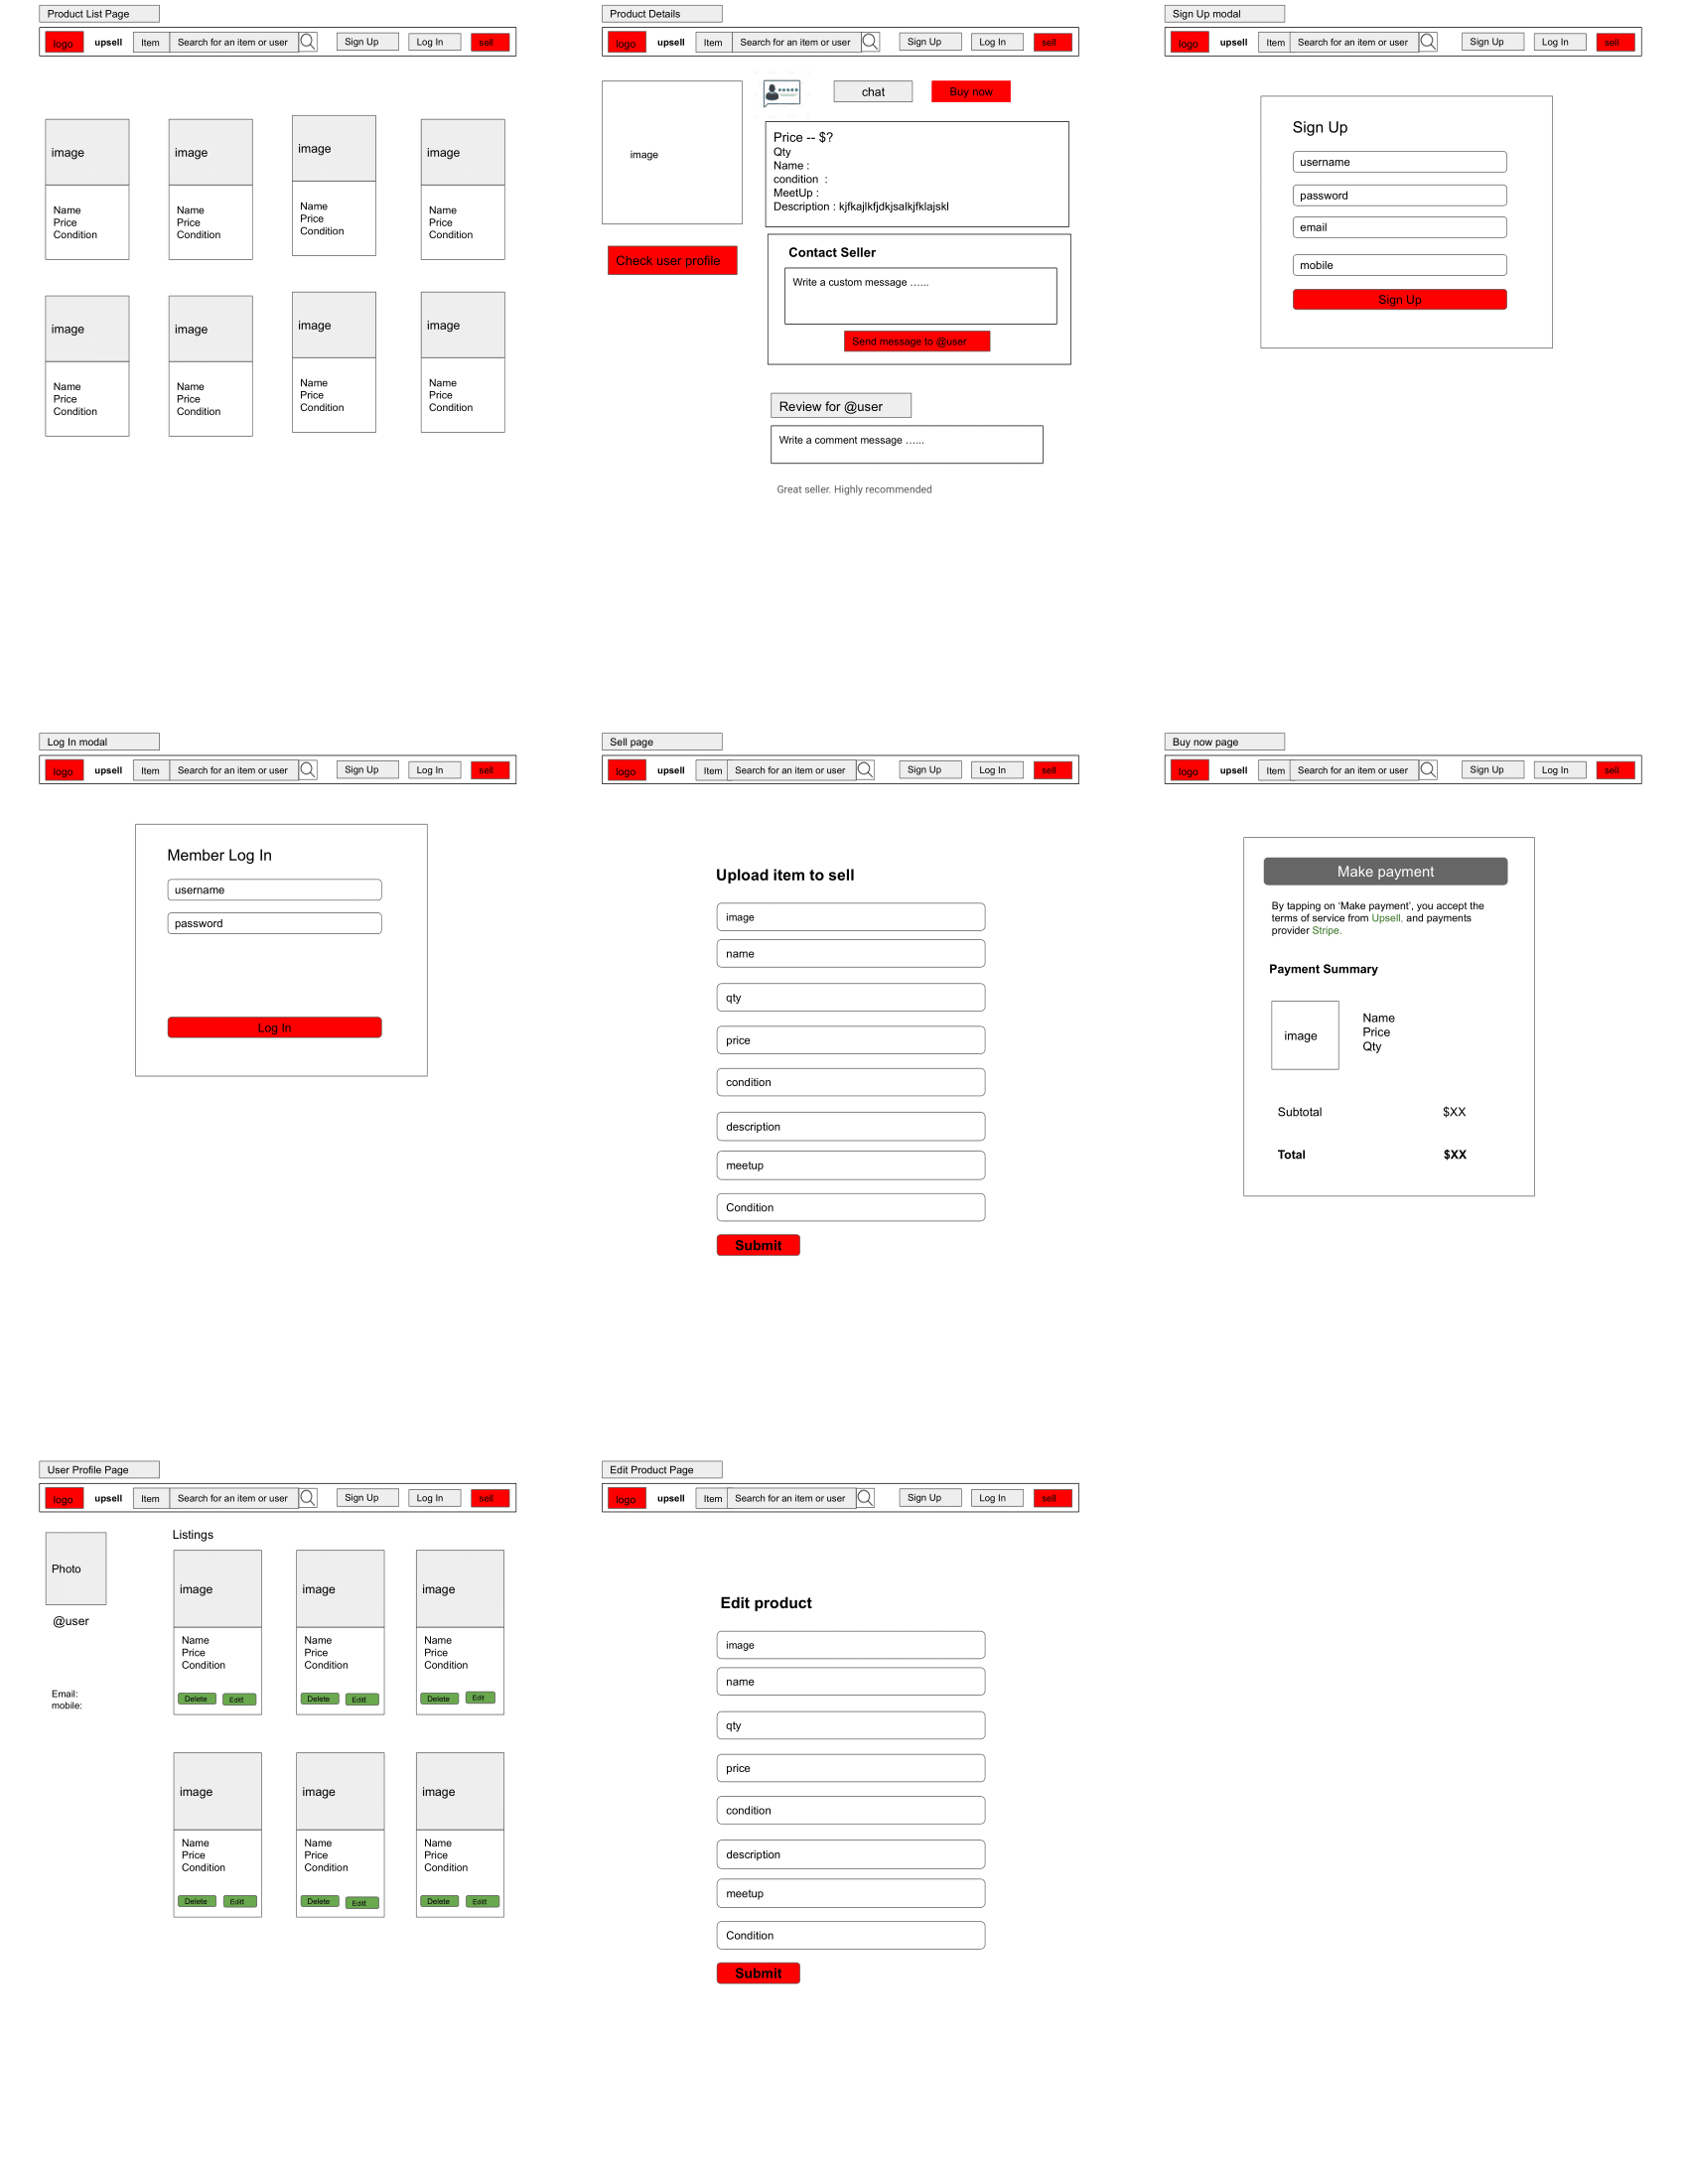 Product List Page
logo upsell Item Search for an item or user Sign Up Log In sell
image image image image
Name Name Name Name
Price Price Price Price
Condition Condition Condition Condition
image image image image
Name Name Name Name
Price Price Price Price
Condition Condition Condition Condition
Product Details
logo upsell Item Search for an item or user Sign Up Log In sell
image
chat Buy now
Price -- $?
Qty
Name :
condition :
MeetUp :
Description : kjfkajlkfjdkjsalkjfklajskl
Check user profile
Contact Seller
Write a custom message …...
Send message to @user
Review for @user
Write a comment message …...
Great seller. Highly recommended
Sign Up modal
logo upsell Item Search for an item or user Sign Up Log In sell
Sign Up
username
password
email
mobile
Sign Up
Log In modal
logo upsell Item Search for an item or user Sign Up Log In sell
Member Log In
username
password
Log In
Sell page
logo upsell Item Search for an item or user Sign Up Log In sell
Upload item to sell
image
name
qty
price
condition
description
meetup
Condition
Submit
Buy now page
logo upsell Item Search for an item or user Sign Up Log In sell
Make payment
By tapping on ‘Make payment’, you accept the
terms of service from Upsell, and payments
provider Stripe.
Payment Summary
image
Name
Price
Qty
Subtotal $XX
Total $XX
User Profile Page
logo upsell Item Search for an item or user Sign Up Log In sell
Photo
@user
Email:
mobile:
Listings
image image image
Name Name Name
Price Price Price
Condition Condition Condition
Delete Edit Delete Edit Delete Edit
image image image
Name Name Name
Price Price Price
Condition Condition Condition
Delete Edit Delete Edit Delete Edit
Edit Product Page
logo upsell Item Search for an item or user Sign Up Log In sell
Edit product
image
name
qty
price
condition
description
meetup
Condition
Submit